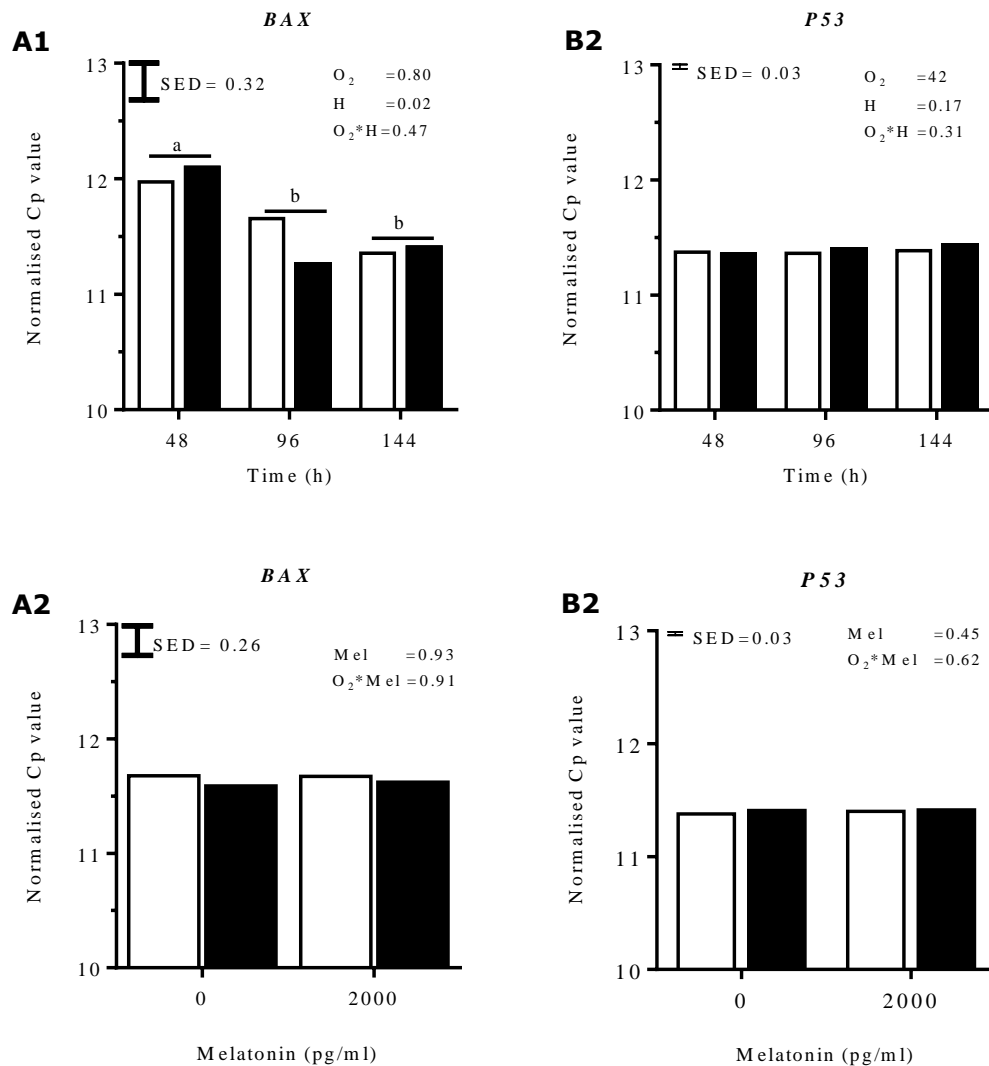 BAX
A1
13
SED= 0.32
O₂ =0.80
H =0.02
O₂*H=0.47
12
11
10
Normalised Cp value
a
b
b
48 96 144
Time (h)
P53
B2
13
SED= 0.03
O₂ =42
H =0.17
O₂*H =0.31
12
11
10
Normalised Cp value
48 96 144
Time (h)
BAX
A2
13
SED= 0.26
Mel =0.93
O₂*Mel=0.91
12
11
10
Normalised Cp value
0 2000
Melatonin (pg/ml)
P53
B2
13
SED=0.03
Mel =0.45
O₂*Mel =0.62
12
11
10
Normalised Cp value
0 2000
Melatonin (pg/ml)